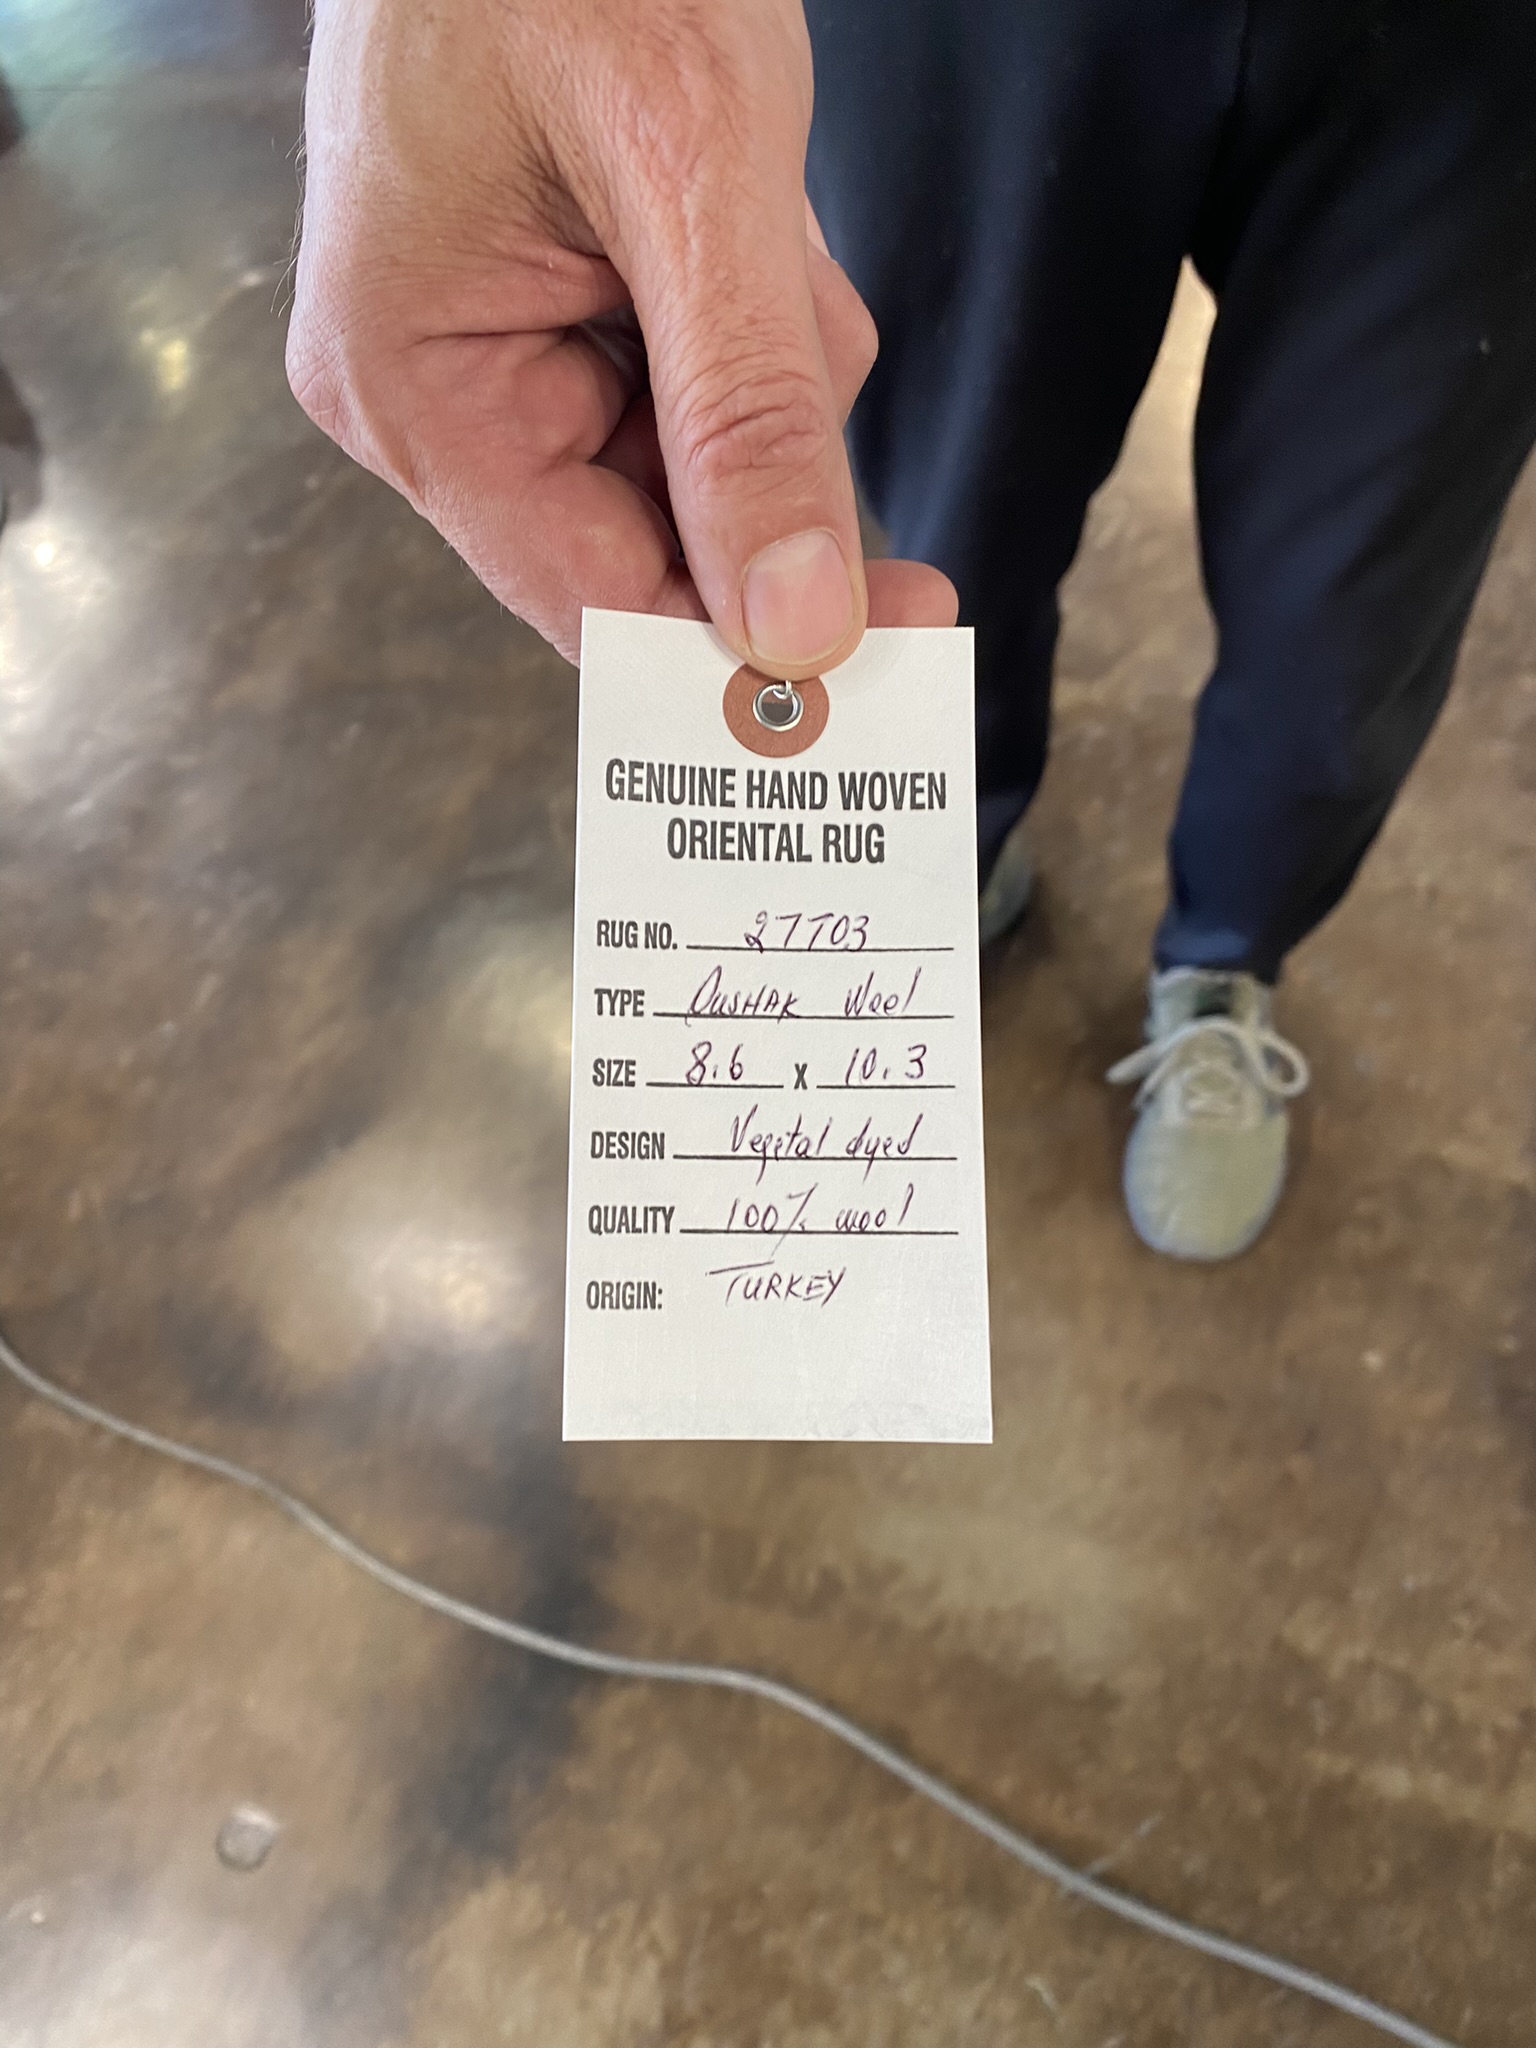 GENUINE HAND WOVEN
ORIENTAL RUG
RUG NO. 27T03
TYPE OUSHAK Wool
SIZE 8.6 X 10.3
DESIGN Vegetal dyed
QUALITY 100% wool
ORIGIN: TURKEY